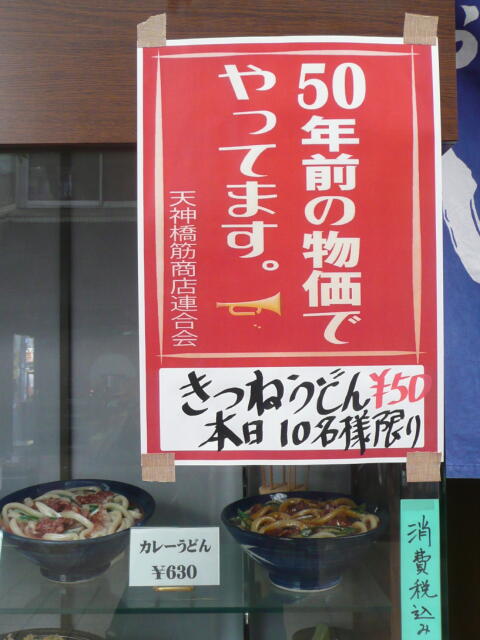 50年前の物価で
やってます。
天神橋筋商店連合会
きつねうどん¥50
本日10名様限り
カレーうどん
¥630
消費税込み